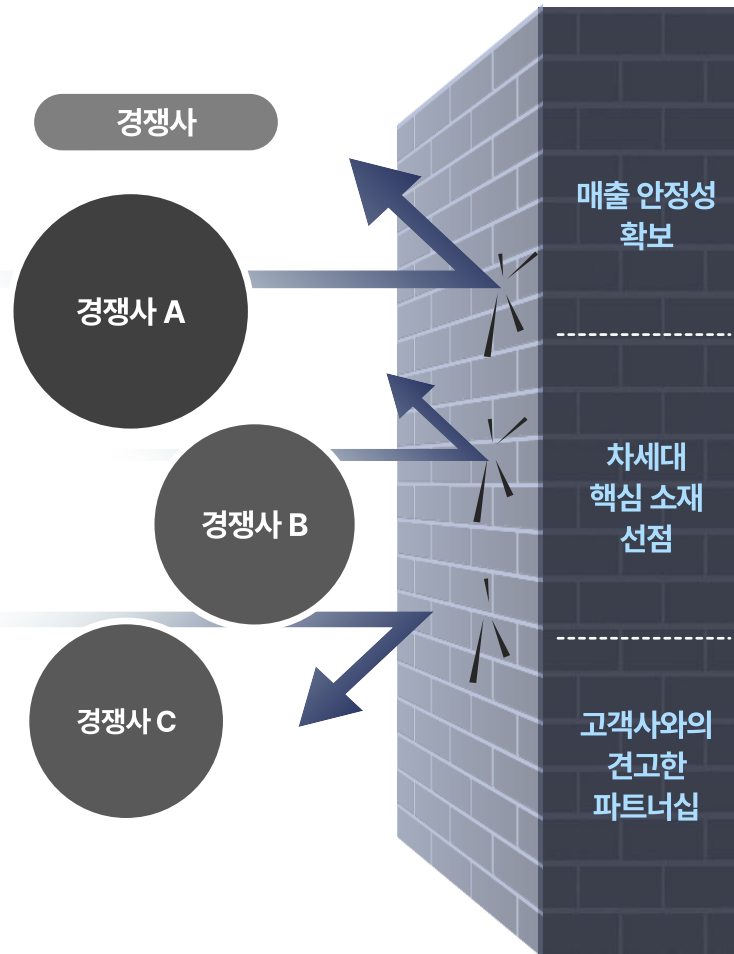 경쟁사
경쟁사 A
경쟁사 B
경쟁사 C
매출 안정성
확보
차세대
핵심 소재
선점
고객사와의
견고한
파트너십